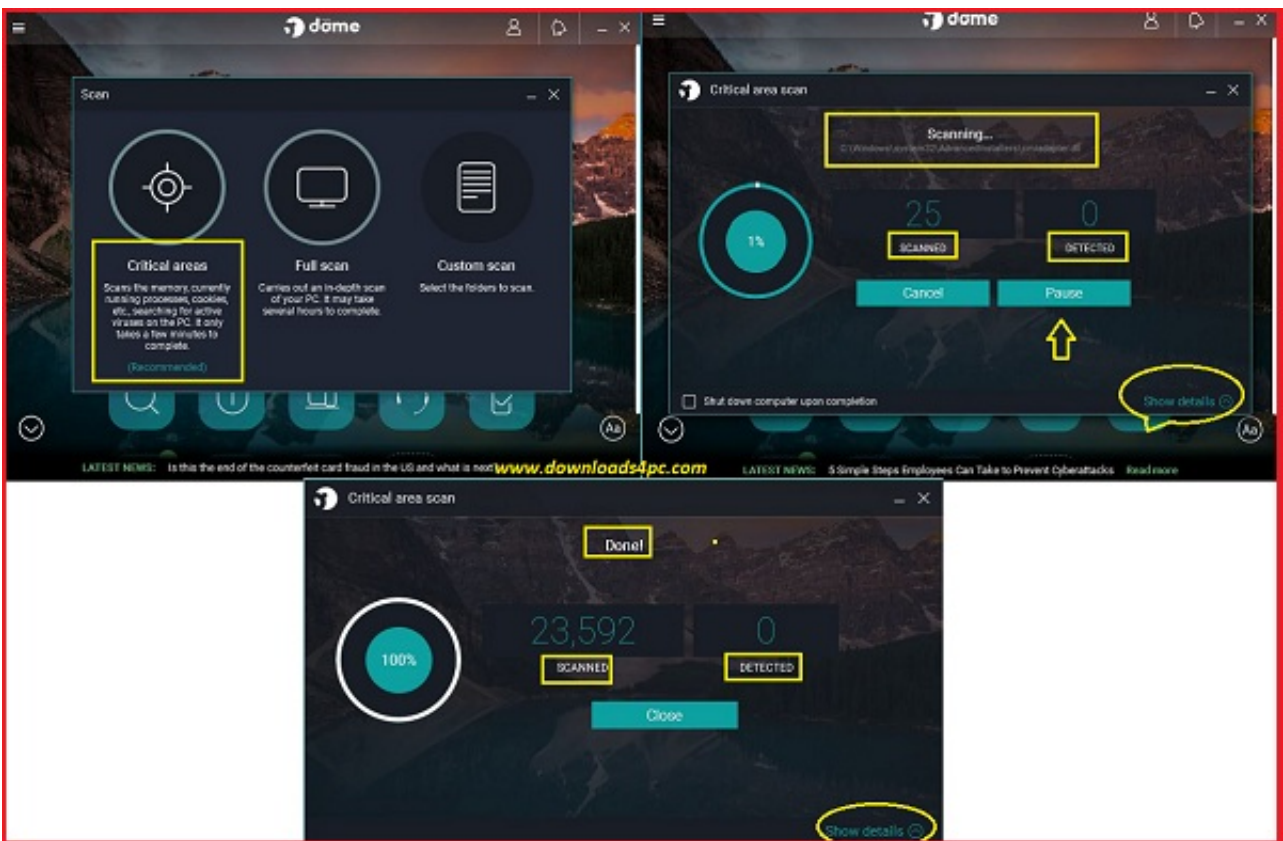 dome
Scan
Critical areas
Scans the memory, currently
running processes, cookies,
etc, searching for active
viruses on the PC. It only
takes a few minutes to
complete.
(Recommended)
Full scan
Carries out an in-depth scan
of your PC. It may take
several hours to complete.
Custom scan
Select the folders to scan.
Aa
LATEST NEWS: Is this the end of the counterfeit card fraud in the US and what is next
dome
Critical area scan
Scanning...
1%
25
SCANNED
0
DETECTED
Cancel
Pause
Shut down computer upon completion
Show details
Aa
LATEST NEWS: 5 Simple Steps Employees Can Take to Prevent Cyberattacks Read more
www.downloads4pc.com
Critical area scan
Done!
100%
23,592
SCANNED
0
DETECTED
Close
Show details